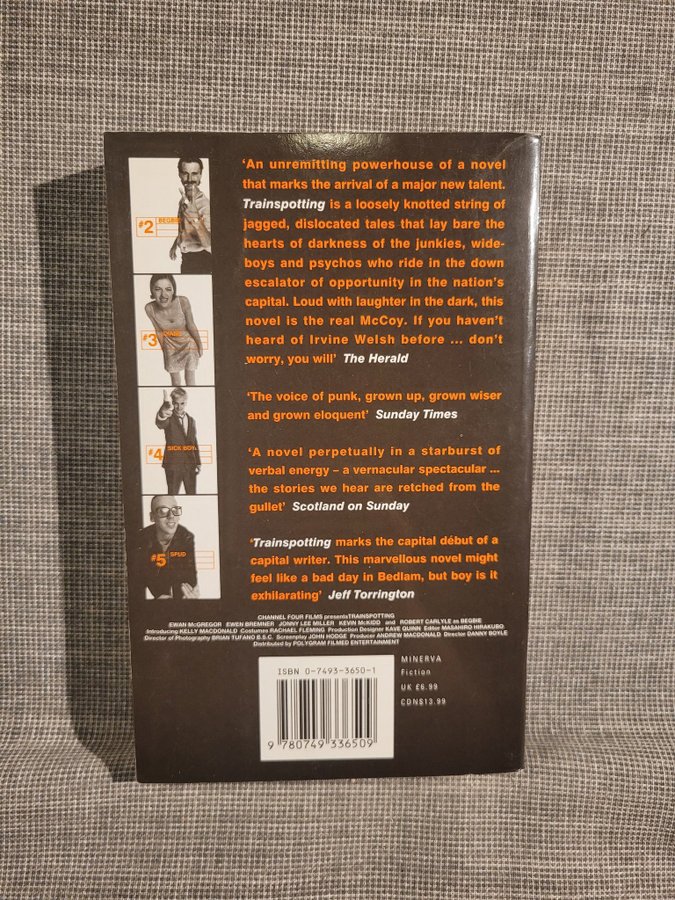 #2 BEGBIE
#3 DIANE
#4 SICK BOY
#5 SPUD
'An unremitting powerhouse of a novel
that marks the arrival of a major new talent.
Trainspotting is a loosely knotted string of
jagged, dislocated tales that lay bare the
hearts of darkness of the junkies, wide-
boys and psychos who ride in the down
escalator of opportunity in the nation's
capital. Loud with laughter in the dark, this
novel is the real McCoy. If you haven't
heard of Irvine Welsh before ... don't
worry, you will' The Herald
'The voice of punk, grown up, grown wiser
and grown eloquent' Sunday Times
'A novel perpetually in a starburst of
verbal energy – a vernacular spectacular ...
the stories we hear are retched from the
gullet' Scotland on Sunday
'Trainspotting marks the capital début of a
capital writer. This marvellous novel might
feel like a bad day in Bedlam, but boy is it
exhilarating' Jeff Torrington
CHANNEL FOUR FILMS presents TRAINSPOTTING
EWAN McGREGOR EWEN BREMNER JONNY LEE MILLER KEVIN McKIDD and ROBERT CARLYLE as BEGBIE
Introducing KELLY MACDONALD Costumes RACHAEL FLEMING Production Designer KAVE QUINN Editor MASAHIRO HIRAKUBO
Director of Photography BRIAN TUFANO B.S.C. Screenplay JOHN HODGE Producer ANDREW MACDONALD Director DANNY BOYLE
Distributed by POLYGRAM FILMED ENTERTAINMENT
ISBN 0-7493-3650-1
9 780749 336509
MINERVA
Fiction
UK £6.99
CDN$13.99